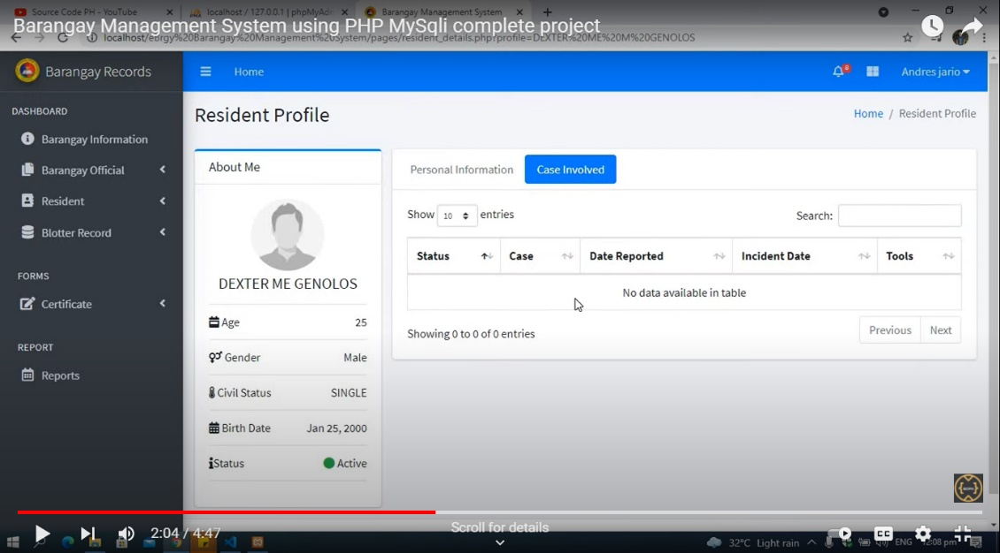 Source Code PH - YouTube
localhost / 127.0.0.1 | phpMyAdm
Barangay Management System
Barangay Management System using PHP MySqli complete project
localhost/ebrgy%20Barangay%20Management%20System/pages/resident_details.php?profile=DEXTER%20ME%20M%20GENOLOS
Barangay Records
Home
8
Andres jario
DASHBOARD
Barangay Information
Barangay Official
Resident
Blotter Record
FORMS
Certificate
REPORT
Reports
Resident Profile
Home / Resident Profile
About Me
DEXTER ME GENOLOS
Age 25
Gender Male
Civil Status SINGLE
Birth Date Jan 25, 2000
Status Active
Personal Information
Case Involved
Show 10 entries
Search:
Status Case Date Reported Incident Date Tools
No data available in table
Showing 0 to 0 of 0 entries
Previous Next
2:04 / 4:47
Scroll for details
CC
32°C Light rain
ENG
12:08 pm